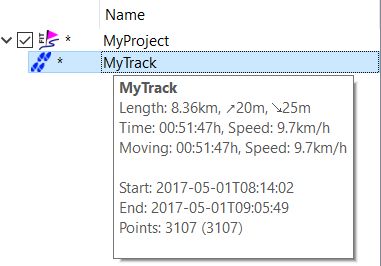 Name
* MyProject
* MyTrack
MyTrack
Length: 8.36km, ↗20m, ↘25m
Time: 00:51:47h, Speed: 9.7km/h
Moving: 00:51:47h, Speed: 9.7km/h
Start: 2017-05-01T08:14:02
End: 2017-05-01T09:05:49
Points: 3107 (3107)